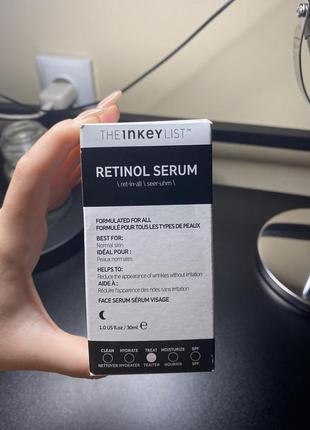 THE INKEY LIST™
RETINOL SERUM
\ ret-in-all \ seer-uhm \
FORMULATED FOR ALL
FORMULÉ POUR TOUS LES TYPES DE PEAUX
BEST FOR:
Normal skin
IDÉAL POUR :
Peaux normales
HELPS TO:
Reduce the appearance of wrinkles without irritation
AIDE À :
Réduire l'apparence des rides sans irritation
FACE SERUM SÉRUM VISAGE
1.0 US fl.oz / 30ml ℮
CLEAN HYDRATE TREAT MOISTURIZE SPF
NETTOYER HYDRATER TRAITER NOURRIR SPF